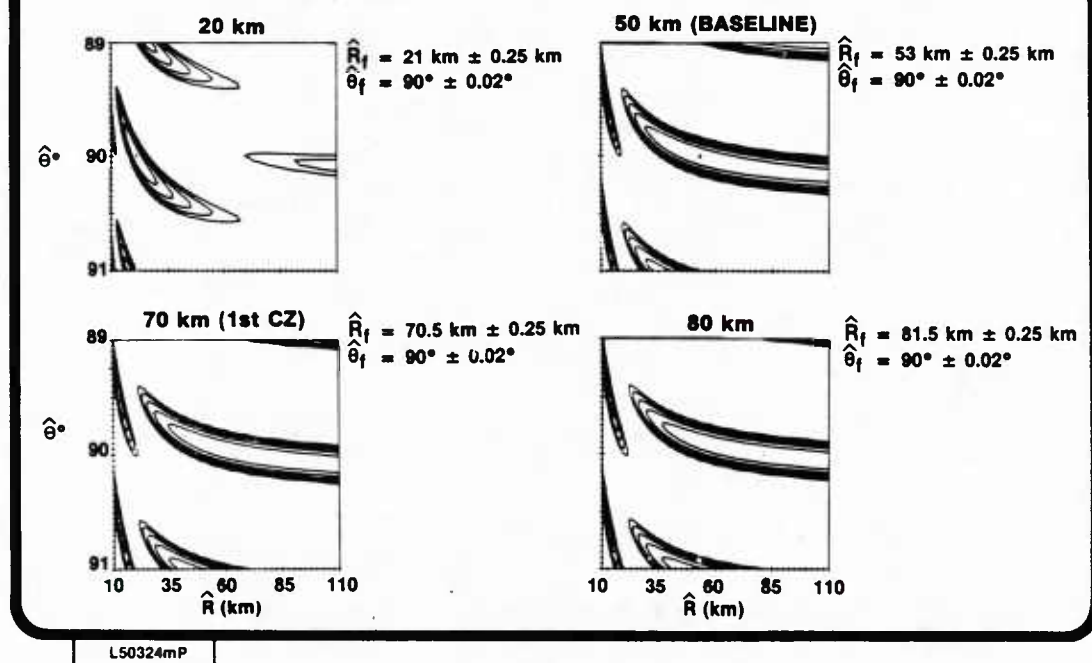 20 km
R̂f = 21 km ± 0.25 km
θ̂f = 90° ± 0.02°
50 km (BASELINE)
R̂f = 53 km ± 0.25 km
θ̂f = 90° ± 0.02°
89
θ̂°
90
91
70 km (1st CZ)
R̂f = 70.5 km ± 0.25 km
θ̂f = 90° ± 0.02°
80 km
R̂f = 81.5 km ± 0.25 km
θ̂f = 90° ± 0.02°
89
θ̂°
90
91
10 35 60 85 110
R̂ (km)
10 35 60 85 110
R̂ (km)
L50324mP